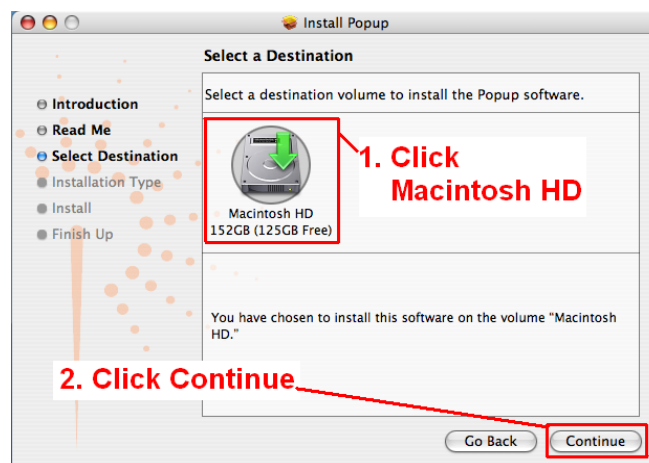 Install Popup
Select a Destination
Introduction
Read Me
Select Destination
Installation Type
Install
Finish Up
Select a destination volume to install the Popup software.
Macintosh HD
152GB (125GB Free)
1. Click
Macintosh HD
You have chosen to install this software on the volume “Macintosh
HD.”
2. Click Continue
Go Back
Continue